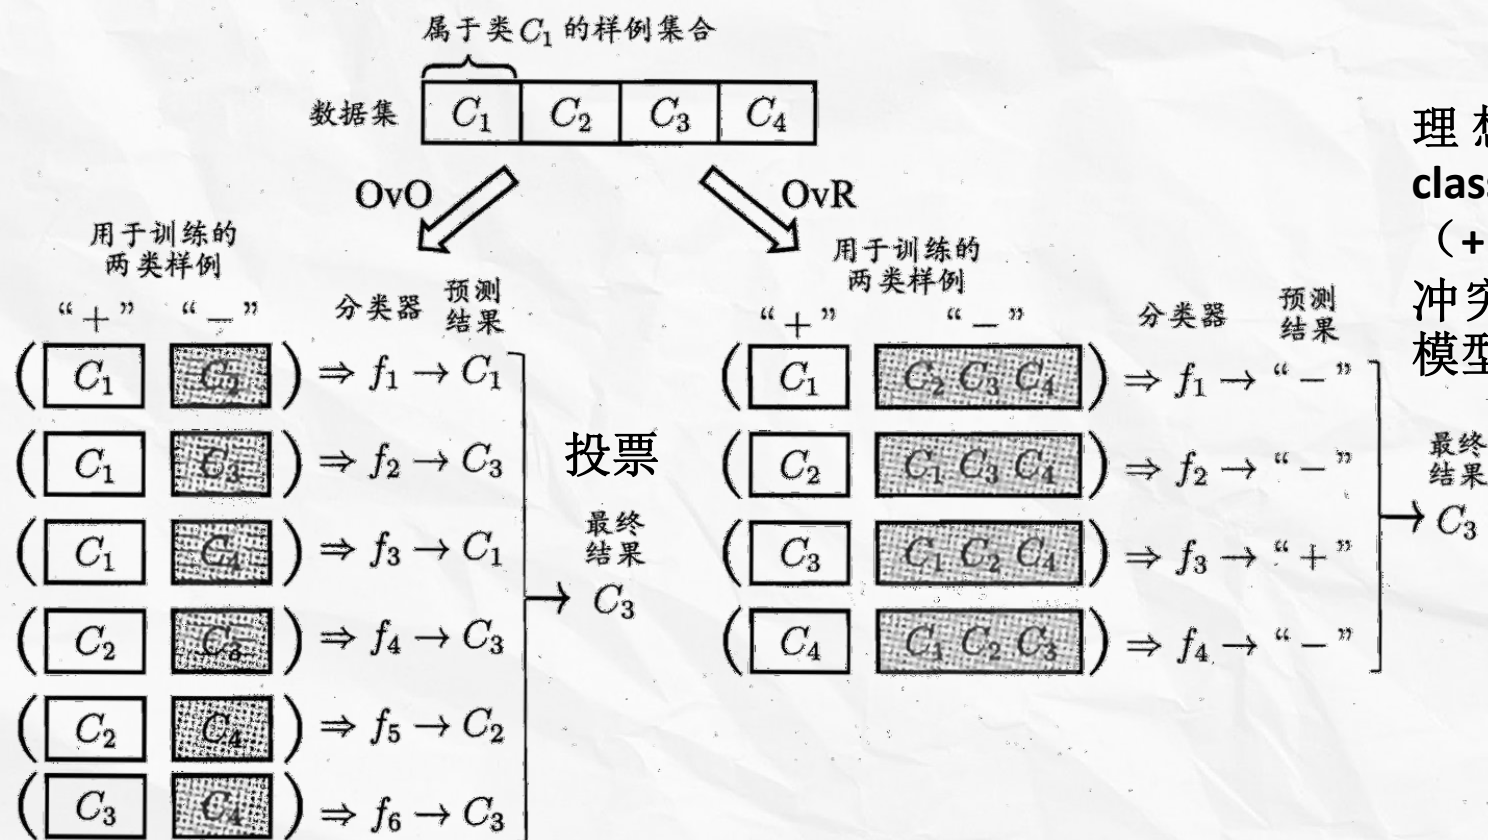 属于类 C₁ 的样例集合
数据集 C₁ C₂ C₃ C₄
OvO
OvR
用于训练的
两类样例
“+” “−”
分类器
预测
结果
( C₁ C₂ ) ⇒ f₁ → C₁
( C₁ C₃ ) ⇒ f₂ → C₃
( C₁ C₄ ) ⇒ f₃ → C₁
( C₂ C₃ ) ⇒ f₄ → C₃
( C₂ C₄ ) ⇒ f₅ → C₂
( C₃ C₄ ) ⇒ f₆ → C₃
投票
最终
结果
C₃
用于训练的
两类样例
“+” “−”
分类器
预测
结果
( C₁ C₂ C₃ C₄ ) ⇒ f₁ → “−”
( C₂ C₁ C₃ C₄ ) ⇒ f₂ → “−”
( C₃ C₁ C₂ C₄ ) ⇒ f₃ → “+”
( C₄ C₁ C₂ C₃ ) ⇒ f₄ → “−”
最终
结果
C₃
理想
clas
（+
冲突
模型